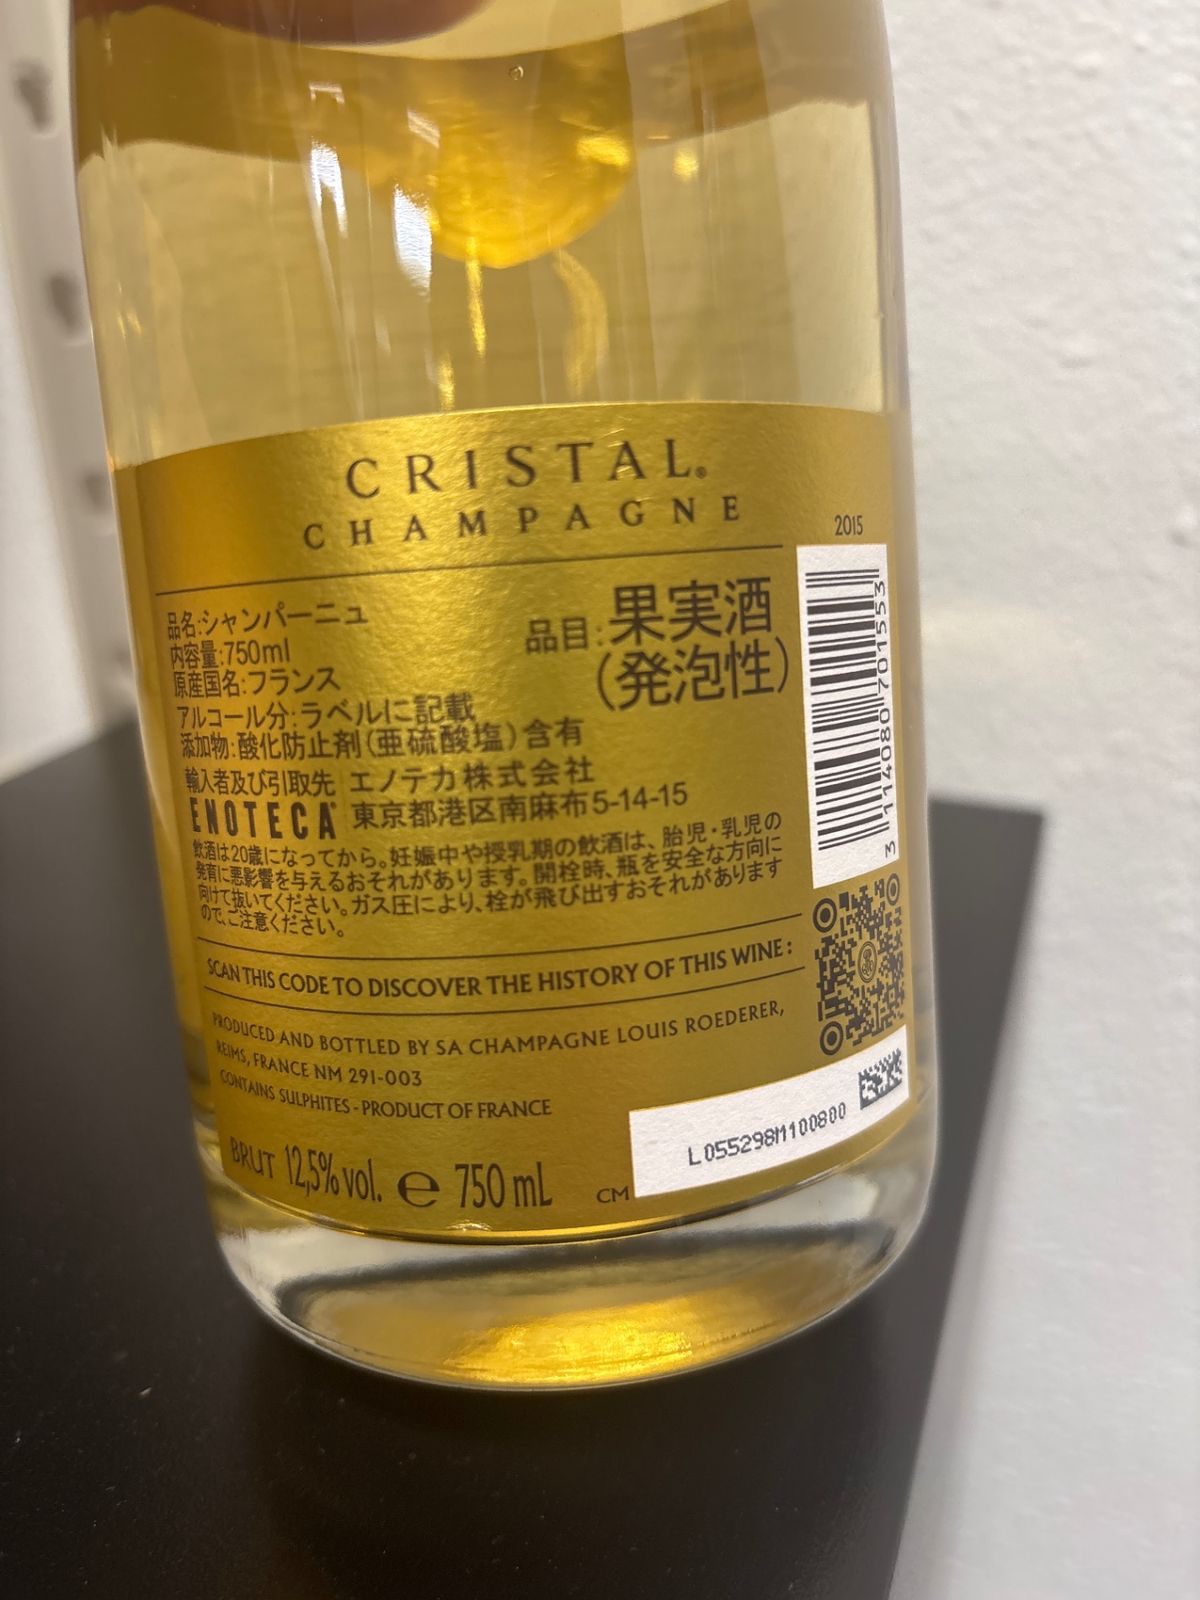 CRISTAL®
CHAMPAGNE
2015
品名:シャンパーニュ
内容量:750ml
原産国名:フランス
品目:果実酒
(発泡性)
アルコール分:ラベルに記載
添加物:酸化防止剤(亜硫酸塩)含有
輸入者及び引取先 エノテカ株式会社
ENOTECA® 東京都港区南麻布5-14-15
飲酒は20歳になってから。妊娠中や授乳期の飲酒は、胎児・乳児の
発育に悪影響を与えるおそれがあります。開栓時、瓶を安全な方向に
向けて抜いてください。ガス圧により、栓が飛び出すおそれがあります
ので、ご注意ください。
3 114080 701553
SCAN THIS CODE TO DISCOVER THE HISTORY OF THIS WINE :
PRODUCED AND BOTTLED BY SA CHAMPAGNE LOUIS ROEDERER,
REIMS, FRANCE NM 291-003
CONTAINS SULPHITES - PRODUCT OF FRANCE
BRUT 12,5% vol. e 750 mL
CM
L055298M100800